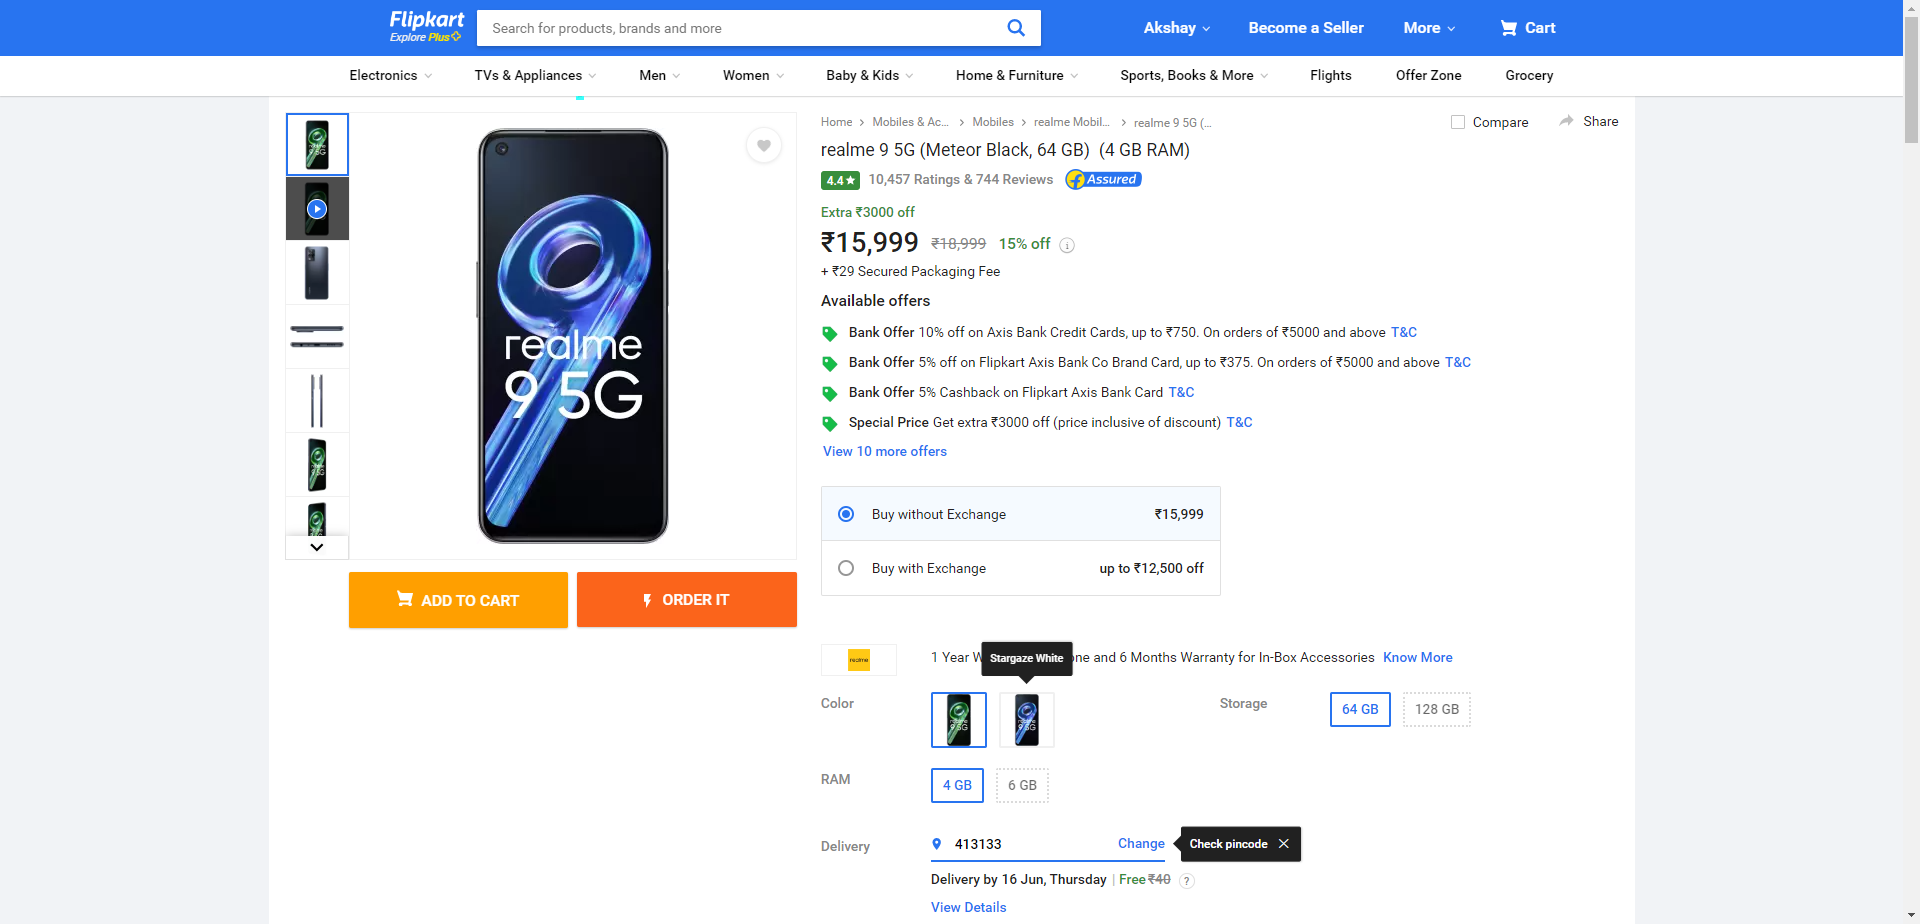 Flipkart
Explore Plus
Search for products, brands and more
Akshay
Become a Seller
More
Cart
Electronics
TVs & Appliances
Men
Women
Baby & Kids
Home & Furniture
Sports, Books & More
Flights
Offer Zone
Grocery
Home > Mobiles & Ac... > Mobiles > realme Mobil... > realme 9 5G (...
Compare
Share
realme 9 5G (Meteor Black, 64 GB) (4 GB RAM)
4.4★ 10,457 Ratings & 744 Reviews Assured
Extra ₹3000 off
₹15,999 ₹18,999 15% off
+ ₹29 Secured Packaging Fee
Available offers
Bank Offer 10% off on Axis Bank Credit Cards, up to ₹750. On orders of ₹5000 and above T&C
Bank Offer 5% off on Flipkart Axis Bank Co Brand Card, up to ₹375. On orders of ₹5000 and above T&C
Bank Offer 5% Cashback on Flipkart Axis Bank Card T&C
Special Price Get extra ₹3000 off (price inclusive of discount) T&C
View 10 more offers
realme
9 5G
Buy without Exchange ₹15,999
Buy with Exchange up to ₹12,500 off
ADD TO CART
ORDER IT
realme
1 Year W
Stargaze White
ne and 6 Months Warranty for In-Box Accessories Know More
Color
realme
9 5G
realme
9 5G
Storage
64 GB
128 GB
RAM
4 GB
6 GB
Delivery
413133
Change
Check pincode
Delivery by 16 Jun, Thursday | Free ₹40 ?
View Details